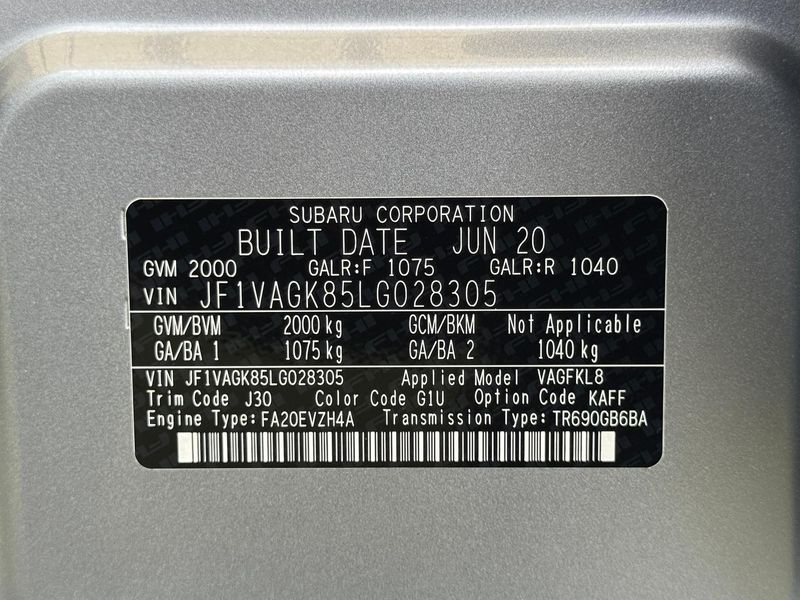 SUBARU CORPORATION
BUILT DATE JUN 20
GVM 2000 GALR:F 1075 GALR:R 1040
VIN JF1VAGK85LG028305
GVM/BVM 2000 kg GCM/BKM Not Applicable
GA/BA 1 1075 kg GA/BA 2 1040 kg
VIN JF1VAGK85LG028305 Applied Model VAGFKL8
Trim Code J30 Color Code G1U Option Code KAFF
Engine Type:FA20EVZH4A Transmission Type:TR690GB6BA